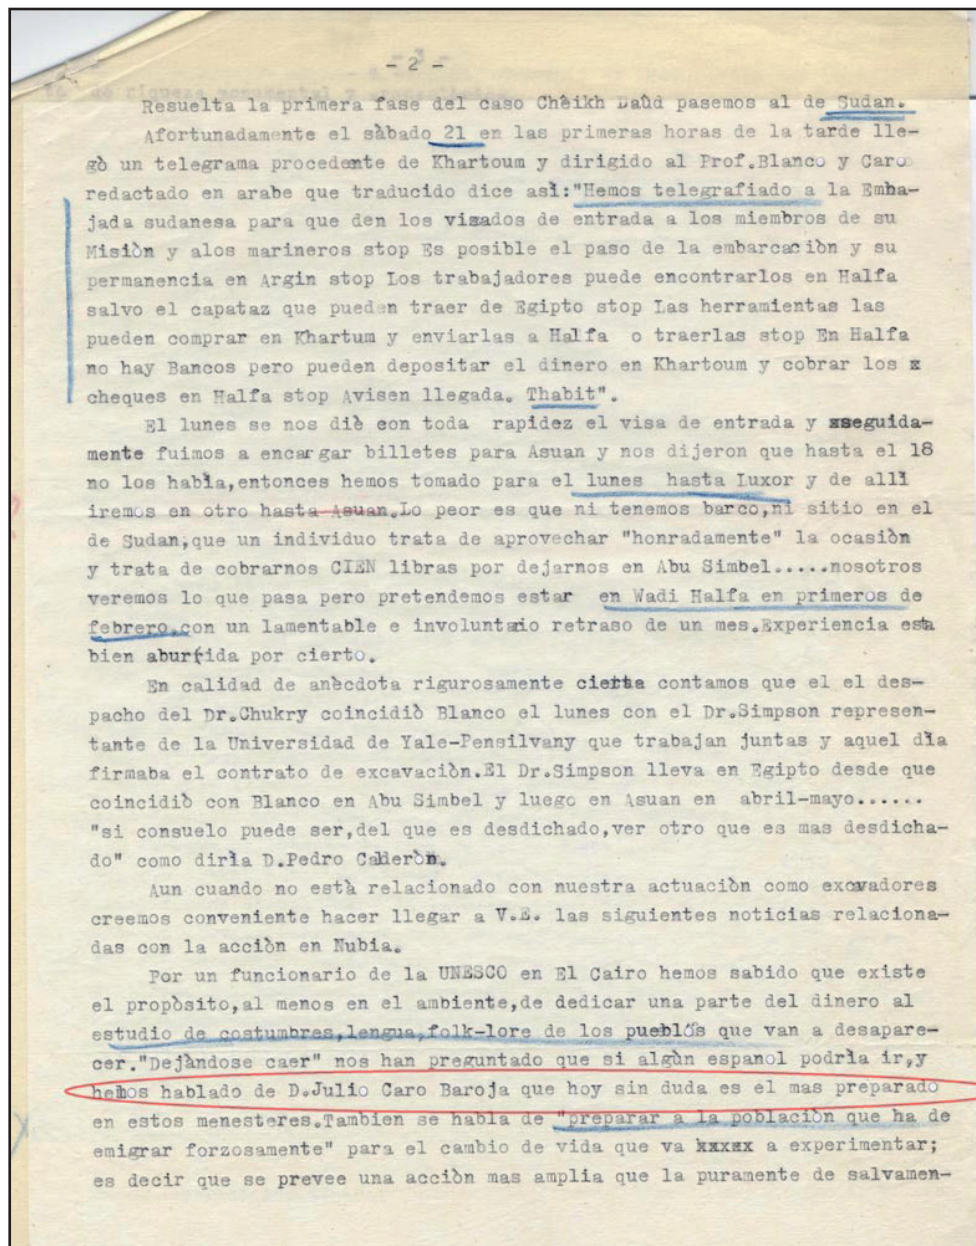 - 2 -
Resuelta la primera fase del caso Chèikh Daùd pasemos al de Sudan.
Afortunadamente el sàbado 21 en las primeras horas de la tarde lle-
gò un telegrama procedente de Khartoum y dirigido al Prof.Blanco y Caro
redactado en arabe que traducido dice asì:"Hemos telegrafiado a la Emba-
jada sudanesa para que den los visados de entrada a los miembros de su
Misiòn y alos marineros stop Es posible el paso de la embarcaciòn y su
permanencia en Argin stop Los trabajadores puede encontrarlos en Halfa
salvo el capataz que pueden traer de Egipto stop Las herramientas las
pueden comprar en Khartum y enviarlas a Halfa o traerlas stop En Halfa
no hay Bancos pero pueden depositar el dinero en Khartoum y cobrar los x
cheques en Halfa stop Avisen llegada. Thabit".
El lunes se nos diò con toda rapidez el visa de entrada y xseguida-
mente fuimos a encargar billetes para Asuan y nos dijeron que hasta el 18
no los habìa,entonces hemos tomado para el lunes hasta Luxor y de allì
iremos en otro hasta Asuan.Lo peor es que ni tenemos barco,ni sitio en el
de Sudan,que un individuo trata de aprovechar "honradamente" la ocasiòn
y trata de cobrarnos CIEN libras por dejarnos en Abu Simbel.....nosotros
veremos lo que pasa pero pretendemos estar en Wadi Halfa en primeros de
febrero,con un lamentable e involuntaio retraso de un mes.Experiencia esta
bien aburrida por cierto.
En calidad de anècdota rigurosamente cierta contamos que el el des-
pacho del Dr.Chukry coincidiò Blanco el lunes con el Dr.Simpson represen-
tante de la Universidad de Yale-Pensilvany que trabajan juntas y aquel dìa
firmaba el contrato de excavaciòn.El Dr.Simpson lleva en Egipto desde que
coincidiò con Blanco en Abu Simbel y luego en Asuan en abril-mayo......
"si consuelo puede ser,del que es desdichado,ver otro que es mas desdicha-
do" como dirìa D.Pedro Calderòn.
Aun cuando no està relacionado con nuestra actuaciòn como excavadores
creemos conveniente hacer llegar a V.E. las siguientes noticias relaciona-
das con la acciòn en Nubia.
Por un funcionario de la UNESCO en El Cairo hemos sabido que existe
el propòsito,al menos en el ambiente,de dedicar una parte del dinero al
estudio de costumbres,lengua,folk-lore de los pueblos que van a desapare-
cer."Dejàndose caer" nos han preguntado que si algùn espanol podrìa ir,y
hemos hablado de D.Julio Caro Baroja que hoy sin duda es el mas preparado
en estos menesteres.Tambien se habla de "preparar a la poblaciòn que ha de
emigrar forzosamente" para el cambio de vida que va xxxxx a experimentar;
es decir que se prevee una acciòn mas amplia que la puramente de salvamen-